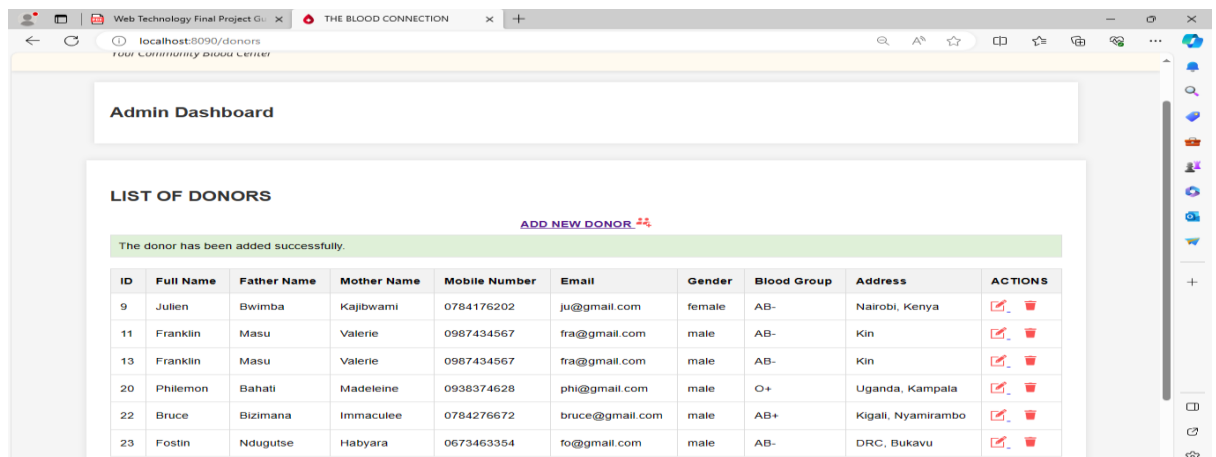 Web Technology Final Project Gu
THE BLOOD CONNECTION
localhost:8090/donors
Your Community Blood Center
Admin Dashboard
LIST OF DONORS
ADD NEW DONOR
The donor has been added successfully.
ID Full Name Father Name Mother Name Mobile Number Email Gender Blood Group Address ACTIONS
9 Julien Bwimba Kajibwami 0784176202 ju@gmail.com female AB- Nairobi, Kenya
11 Franklin Masu Valerie 0987434567 fra@gmail.com male AB- Kin
13 Franklin Masu Valerie 0987434567 fra@gmail.com male AB- Kin
20 Philemon Bahati Madeleine 0938374628 phi@gmail.com male O+ Uganda, Kampala
22 Bruce Bizimana Immaculee 0784276672 bruce@gmail.com male AB+ Kigali, Nyamirambo
23 Fostin Ndugutse Habyara 0673463354 fo@gmail.com male AB- DRC, Bukavu